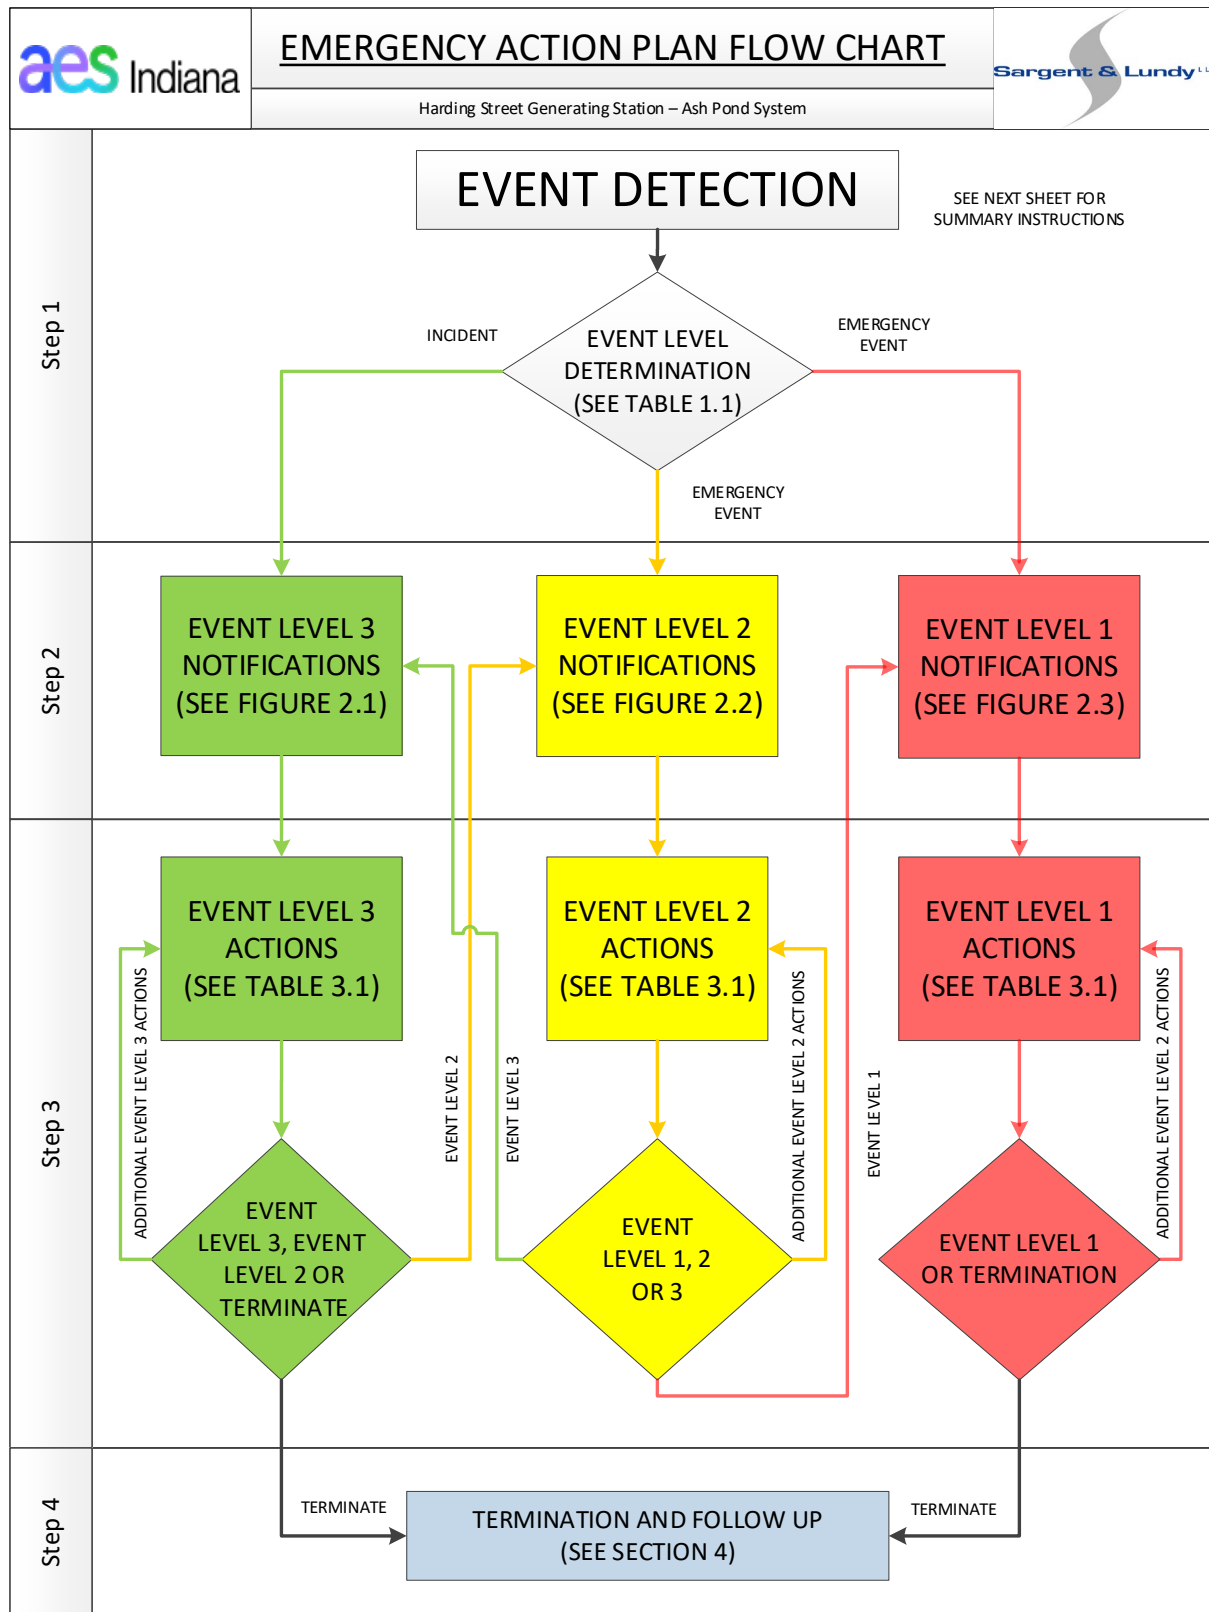 aes Indiana
EMERGENCY ACTION PLAN FLOW CHART
Harding Street Generating Station – Ash Pond System
Sargent & Lundy LLC
Step 1
EVENT DETECTION
SEE NEXT SHEET FOR
SUMMARY INSTRUCTIONS
EVENT LEVEL
DETERMINATION
(SEE TABLE 1.1)
INCIDENT
EMERGENCY
EVENT
EMERGENCY
EVENT
Step 2
EVENT LEVEL 3
NOTIFICATIONS
(SEE FIGURE 2.1)
EVENT LEVEL 2
NOTIFICATIONS
(SEE FIGURE 2.2)
EVENT LEVEL 1
NOTIFICATIONS
(SEE FIGURE 2.3)
Step 3
EVENT LEVEL 3
ACTIONS
(SEE TABLE 3.1)
EVENT LEVEL 2
ACTIONS
(SEE TABLE 3.1)
EVENT LEVEL 1
ACTIONS
(SEE TABLE 3.1)
ADDITIONAL EVENT LEVEL 3 ACTIONS
EVENT LEVEL 2
EVENT LEVEL 3
ADDITIONAL EVENT LEVEL 2 ACTIONS
EVENT LEVEL 1
ADDITIONAL EVENT LEVEL 2 ACTIONS
EVENT
LEVEL 3, EVENT
LEVEL 2 OR
TERMINATE
EVENT
LEVEL 1, 2
OR 3
EVENT LEVEL 1
OR TERMINATION
Step 4
TERMINATE
TERMINATION AND FOLLOW UP
(SEE SECTION 4)
TERMINATE